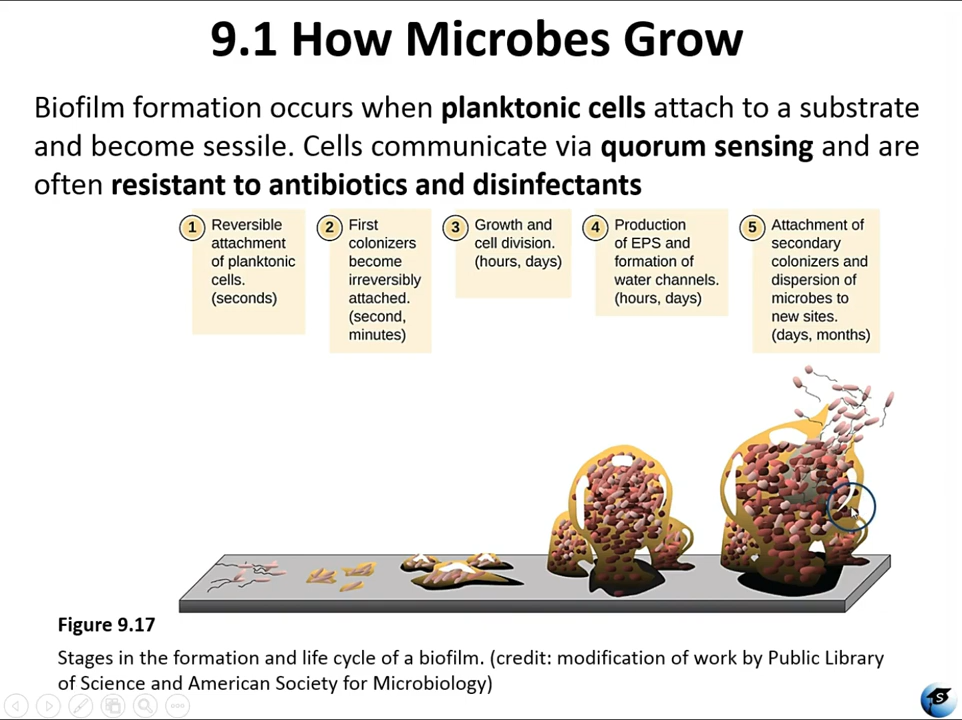 9.1 How Microbes Grow
Biofilm formation occurs when planktonic cells attach to a substrate
and become sessile. Cells communicate via quorum sensing and are
often resistant to antibiotics and disinfectants
1 Reversible
attachment
of planktonic
cells.
(seconds)
2 First
colonizers
become
irreversibly
attached.
(second,
minutes)
3 Growth and
cell division.
(hours, days)
4 Production
of EPS and
formation of
water channels.
(hours, days)
5 Attachment of
secondary
colonizers and
dispersion of
microbes to
new sites.
(days, months)
Figure 9.17
Stages in the formation and life cycle of a biofilm. (credit: modification of work by Public Library
of Science and American Society for Microbiology)
S